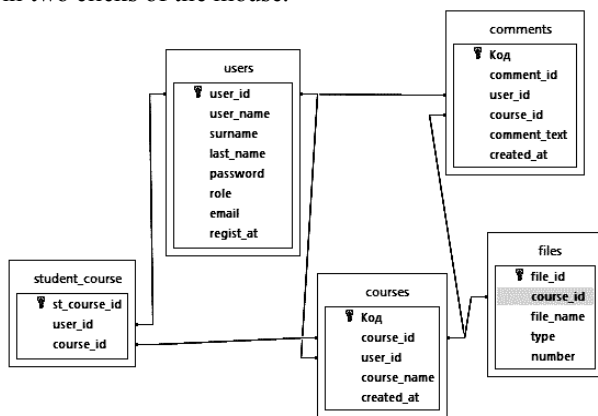 in two clicks of the mouse.
users
user_id
user_name
surname
last_name
password
role
email
regist_at
comments
Код
comment_id
user_id
course_id
comment_text
created_at
student_course
st_course_id
user_id
course_id
courses
Код
course_id
user_id
course_name
created_at
files
file_id
course_id
file_name
type
number